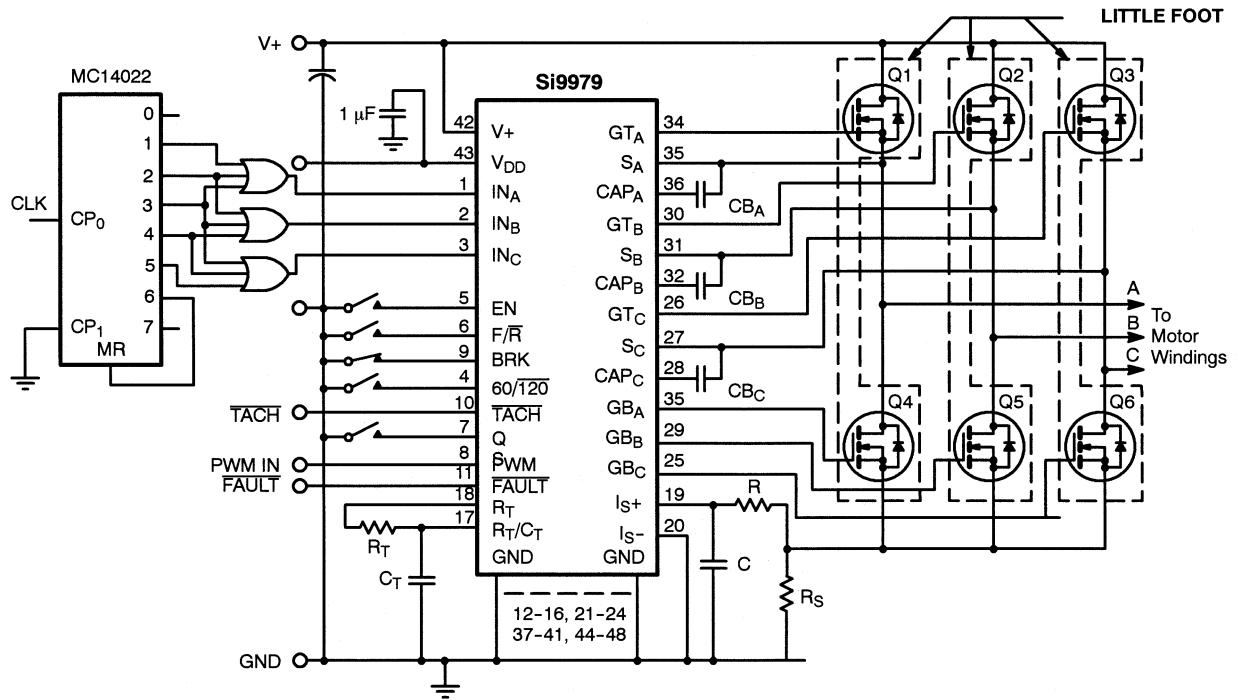 LITTLE FOOT
V+
MC14022
Si9979
Q1
Q2
Q3
0
1
2
3
4
5
6
7
CLK
CP0
CP1
MR
1 μF
42 V+
43 VDD
1 INA
2 INB
3 INC
5 EN
6 F/R̅
9 BRK
4 60/1̅2̅0̅
T̅A̅C̅H̅ 10 T̅A̅C̅H̅
7 Q
S
PWM IN 8 PWM
F̅A̅U̅L̅T̅ 11 F̅A̅U̅L̅T̅
18 RT
17 RT/CT
GND
RT
CT
GTA 34
SA 35
CAPA 36
CBA
GTB 30
SB 31
CAPB 32
CBB
GTC 26
SC 27
CAPC 28
CBC
GBA 35
GBB 29
GBC 25
IS+ 19
IS− 20
GND
R
C
RS
A
B
C
To
Motor
Windings
Q4
Q5
Q6
12−16, 21−24
37−41, 44−48
GND